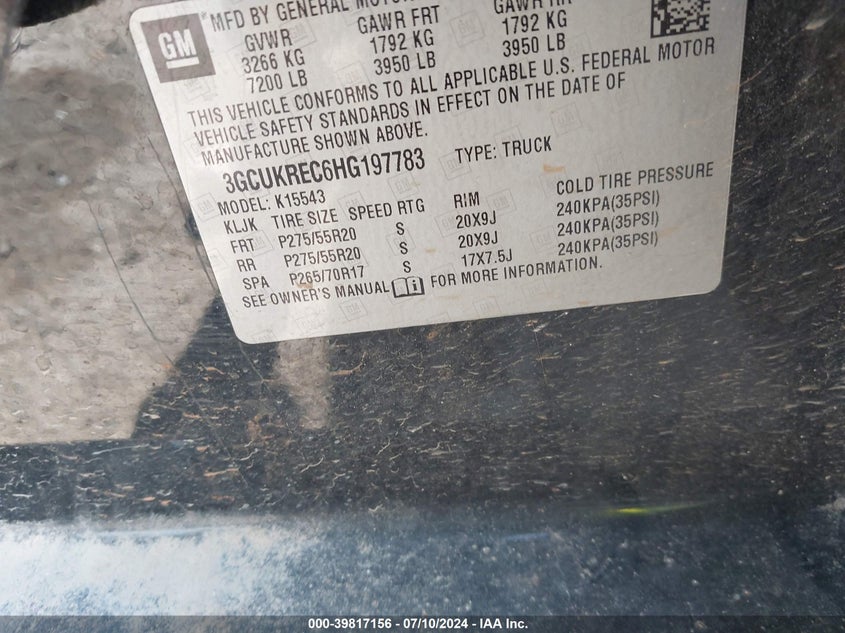 GM
MFD BY GENERAL MOTOR
GVWR GAWR FRT GAWR RR
3266 KG 1792 KG 1792 KG
7200 LB 3950 LB 3950 LB
THIS VEHICLE CONFORMS TO ALL APPLICABLE U.S. FEDERAL MOTOR
VEHICLE SAFETY STANDARDS IN EFFECT ON THE DATE OF
MANUFACTURE SHOWN ABOVE.
3GCUKREC6HG197783 TYPE: TRUCK
MODEL: K15543
KLJK TIRE SIZE SPEED RTG RIM COLD TIRE PRESSURE
FRT P275/55R20 S 20X9J 240KPA(35PSI)
RR P275/55R20 S 20X9J 240KPA(35PSI)
SPA P265/70R17 S 17X7.5J 240KPA(35PSI)
SEE OWNER'S MANUAL FOR MORE INFORMATION.
000-39817156 - 07/10/2024 - IAA Inc.